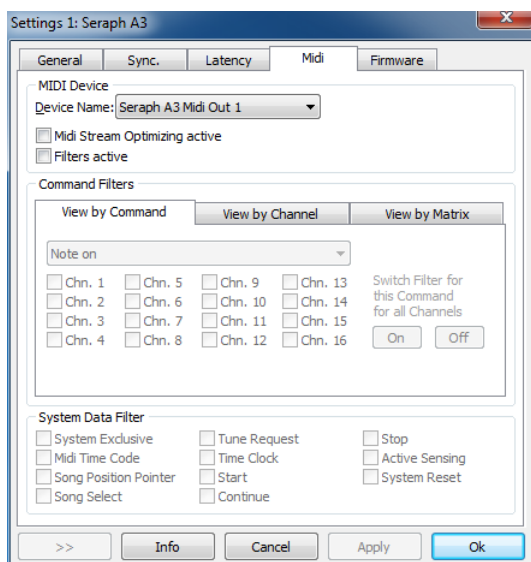 Settings 1: Seraph A3
General Sync. Latency Midi Firmware
MIDI Device
Device Name: Seraph A3 Midi Out 1
Midi Stream Optimizing active
Filters active
Command Filters
View by Command View by Channel View by Matrix
Note on
Chn. 1 Chn. 5 Chn. 9 Chn. 13
Chn. 2 Chn. 6 Chn. 10 Chn. 14
Chn. 3 Chn. 7 Chn. 11 Chn. 15
Chn. 4 Chn. 8 Chn. 12 Chn. 16
Switch Filter for
this Command
for all Channels
On Off
System Data Filter
System Exclusive Tune Request Stop
Midi Time Code Time Clock Active Sensing
Song Position Pointer Start System Reset
Song Select Continue
>> Info Cancel Apply Ok